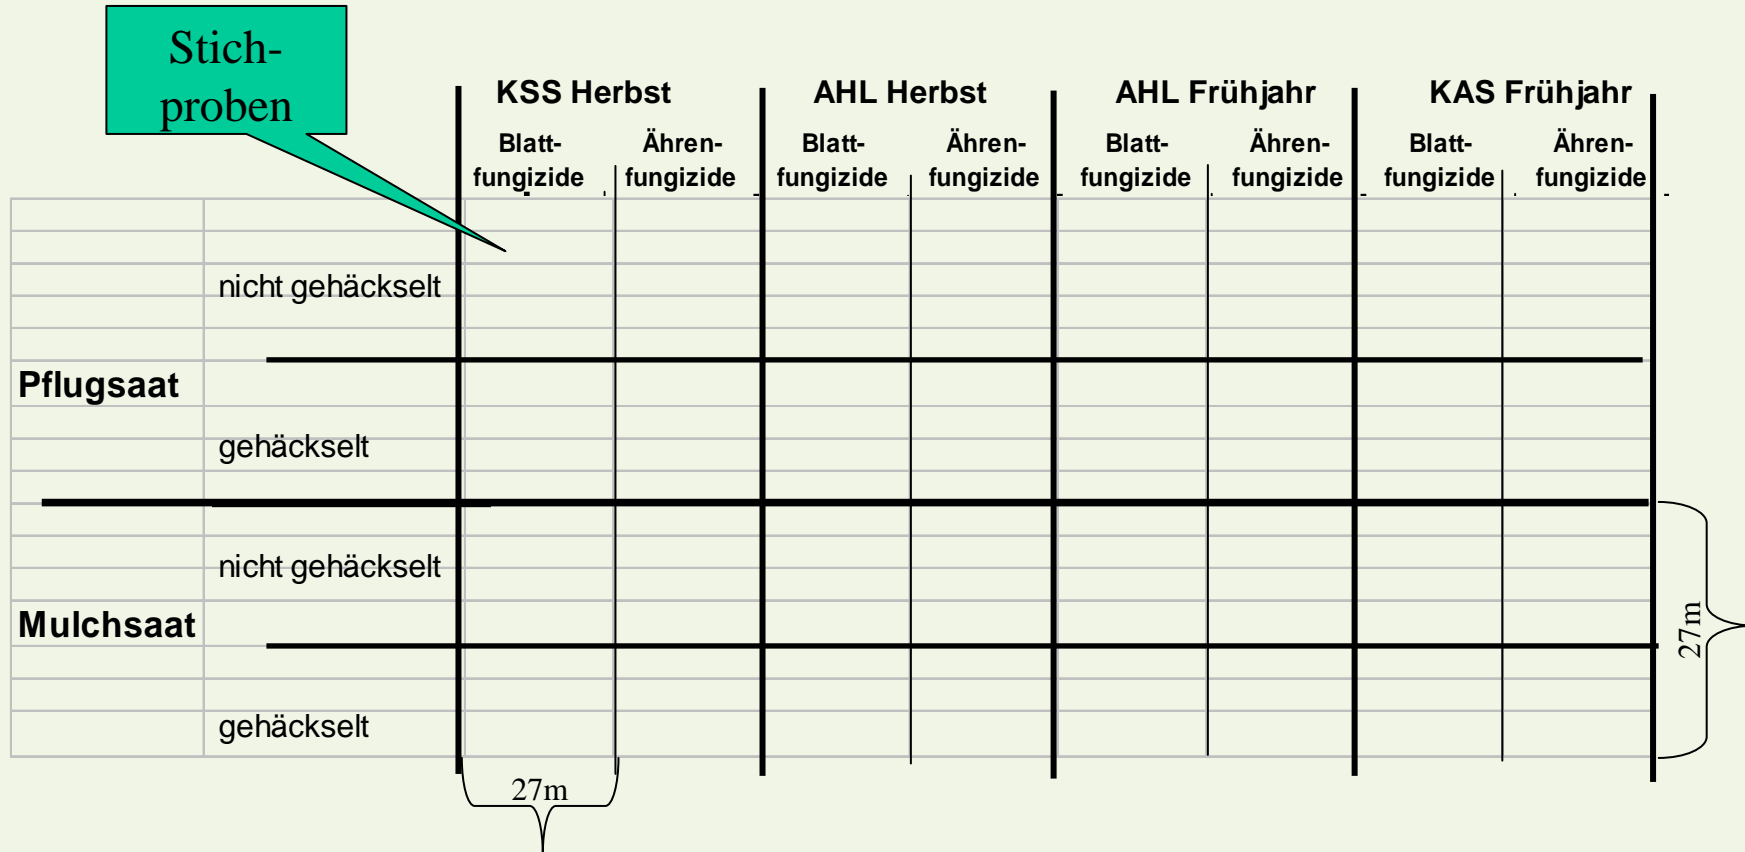 Stich-
proben
KSS Herbst AHL Herbst AHL Frühjahr KAS Frühjahr
Blatt- Ähren- Blatt- Ähren- Blatt- Ähren- Blatt- Ähren-
fungizide fungizide fungizide fungizide fungizide fungizide fungizide fungizide
nicht gehäckselt
Pflugsaat
gehäckselt
nicht gehäckselt
Mulchsaat
27m
gehäckselt
27m